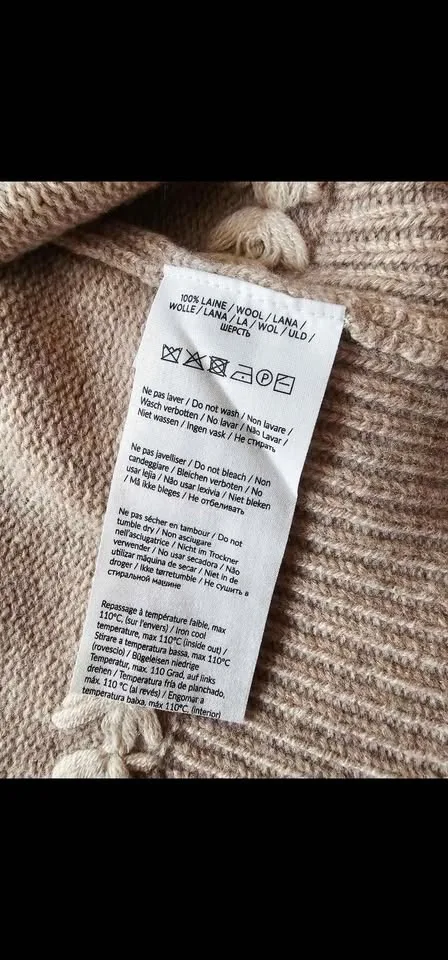 100% LAINE / WOOL / LANA /
WOLLE / LANA / LA / WOL / ULD /
ШЕРСТЬ
P
Ne pas laver / Do not wash / Non lavare /
Wasch verbotten / No lavar / Não Lavar /
Niet wassen / Ingen vask / Не стирать
Ne pas javelliser / Do not bleach / Non
candeggiare / Bleichen verboten / No
usar lejia / Não usar lexivia / Niet bleken
/ Må ikke bleges / Не отбеливать
Ne pas sécher en tambour / Do not
tumble dry / Non asciugare
nell'asciugatrice / Nicht im Trockner
verwender / No usar secadora / Não
utilizar mâquina de secar / Niet in de
droger / Ikke tørretumble / Не сушить в
стиральной машине
Repassage à température faible, max
110°C, (sur l'envers) / Iron cool
temperature, max 110°C (inside out) /
Stirare a temperatura bassa, max 110°C
(rovescio) / Bügeleisen niedrige
Temperatur, max. 110 Grad, auf links
drehen / Temperatura fría de planchado,
máx. 110 °C (al revés) / Engomar a
temperatura baixa, máx 110°C, (interior)